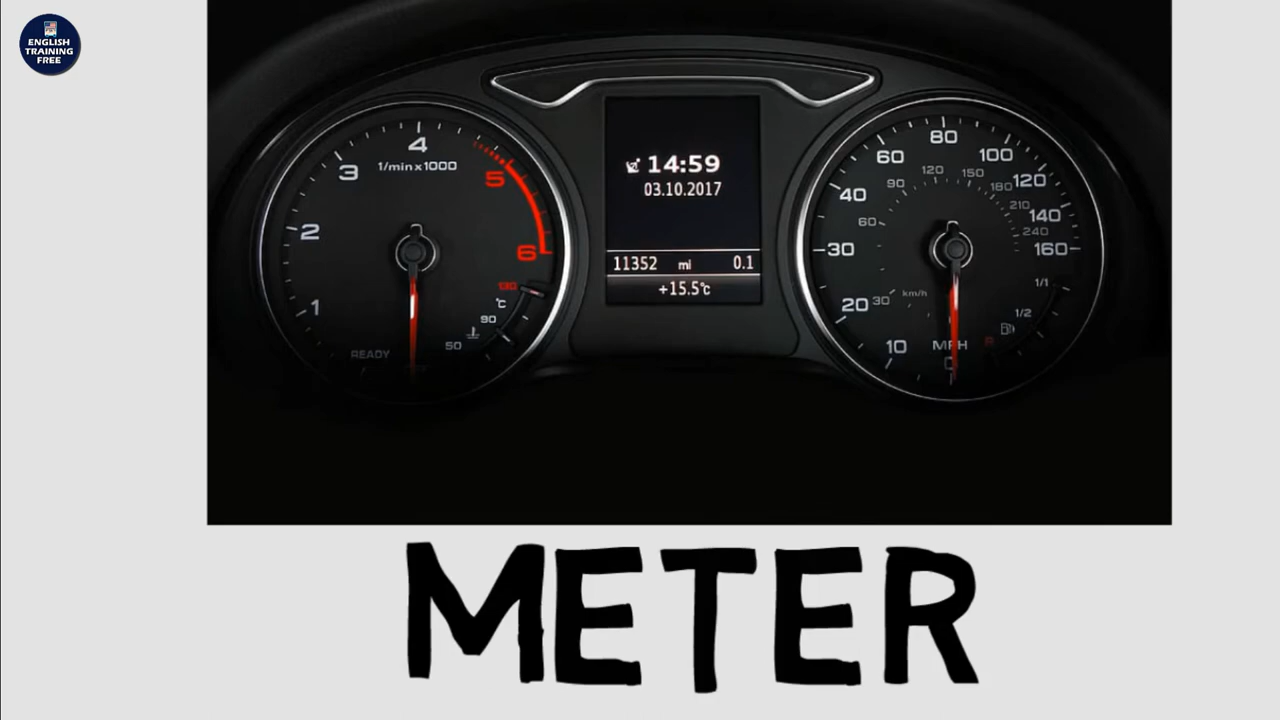 ENGLISH
TRAINING
FREE
4
1/min x 1000
3
5
2
6
1
130
°C
90
50
READY
14:59
03.10.2017
11352 mi 0.1
+15.5°C
80
60
100
120
150
90
180
120
40
210
60
140
240
30
160
1/1
km/h
20
30
1/2
10
MPH
R
0
METER